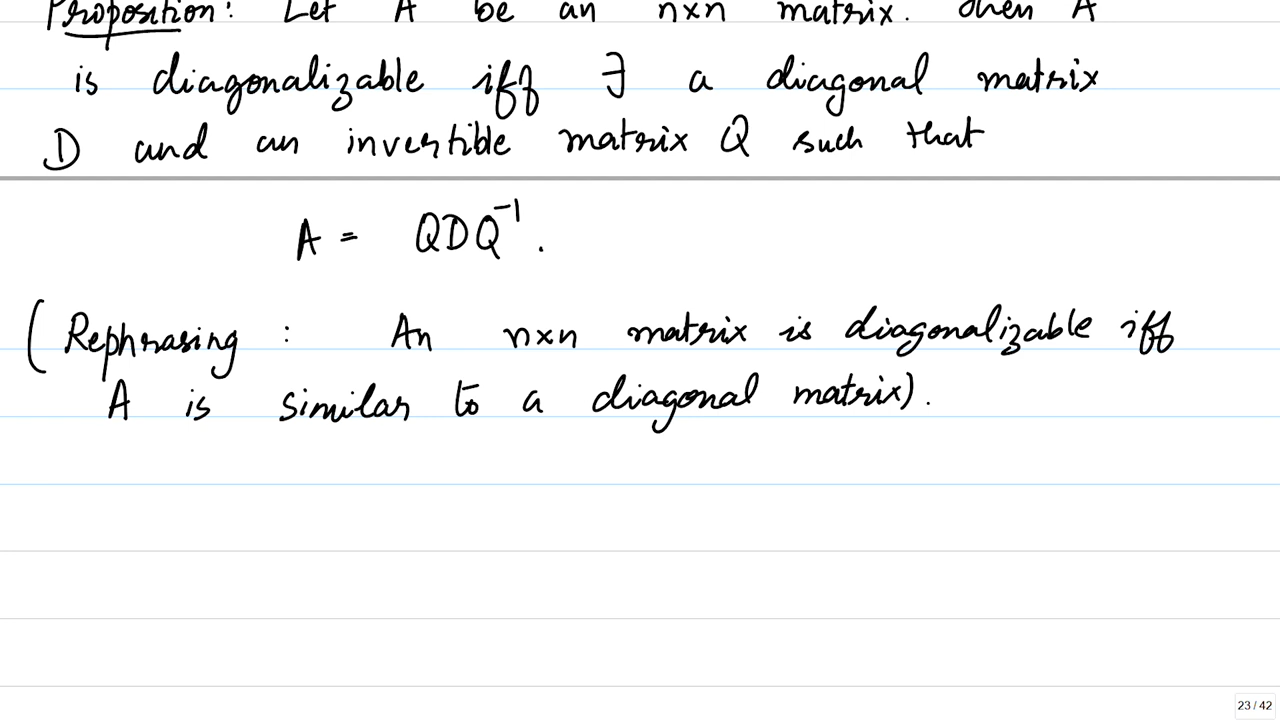 Proposition: Let A be an n×n matrix. Then A
is diagonalizable iff ∃ a diagonal matrix
D and an invertible matrix Q such that
A = QDQ⁻¹.
(Rephrasing : An n×n matrix is diagonalizable iff
A is similar to a diagonal matrix).
23 / 42